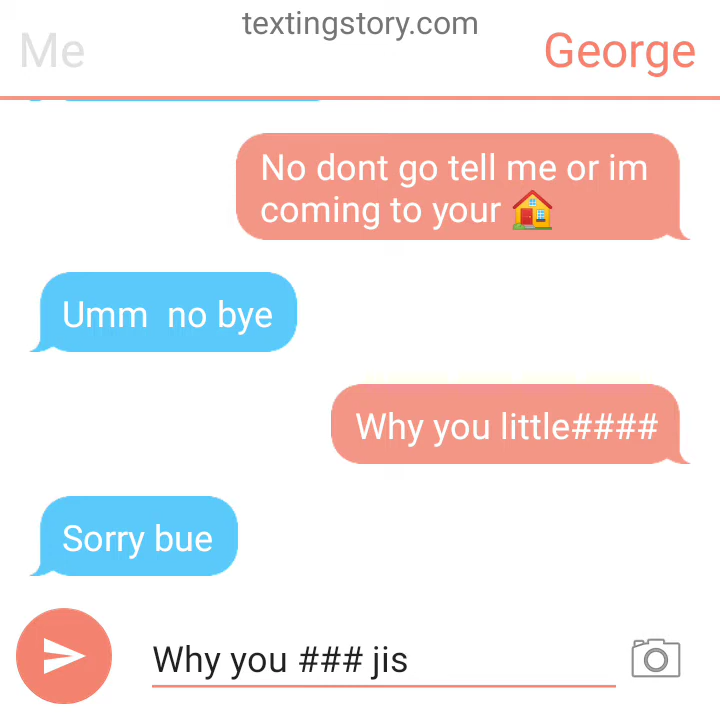 textingstory.com
Me
George
No dont go tell me or im
coming to your 🏠
Umm  no bye
Why you little####
Sorry bue
Why you ### jis